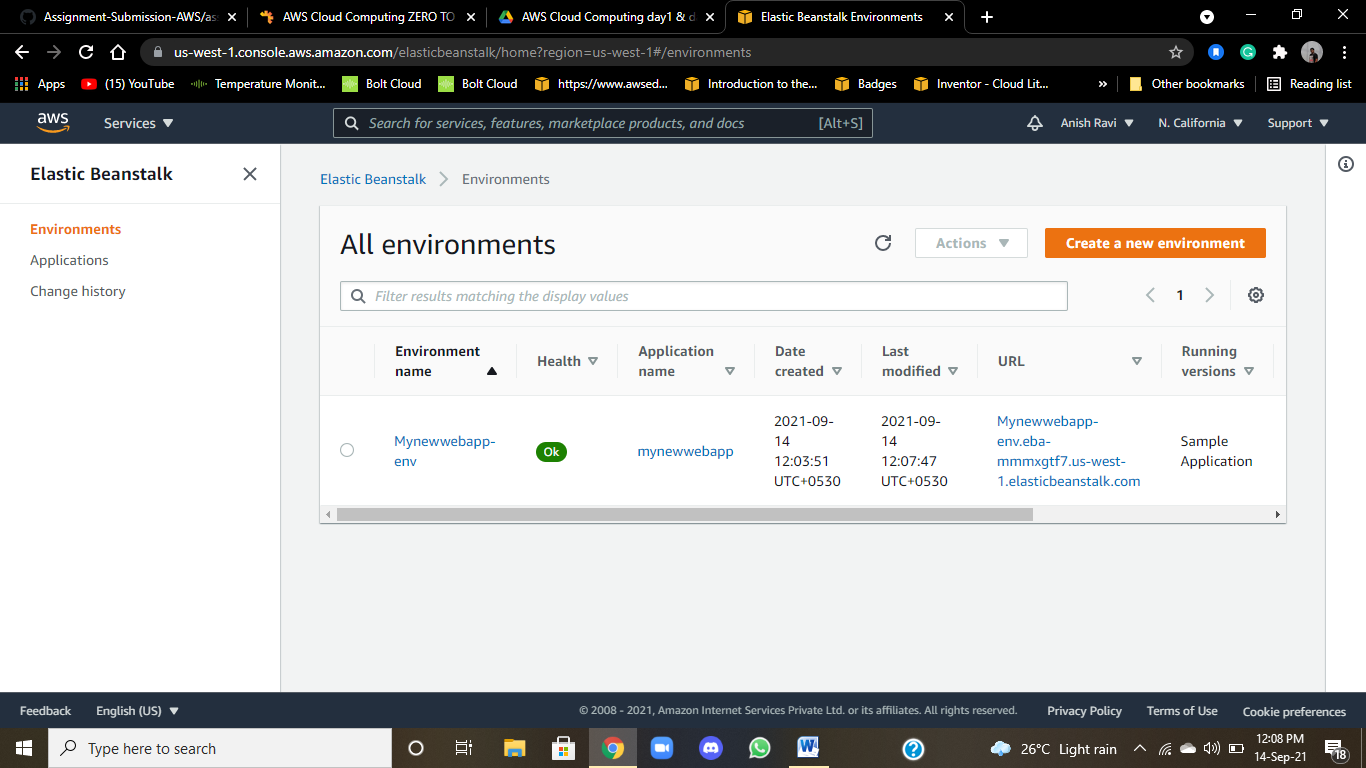 Assignment-Submission-AWS/as
AWS Cloud Computing ZERO TO
AWS Cloud Computing day1 & d
Elastic Beanstalk Environments
us-west-1.console.aws.amazon.com/elasticbeanstalk/home?region=us-west-1#/environments
Apps
(15) YouTube
Temperature Monit...
Bolt Cloud
Bolt Cloud
https://www.awsed...
Introduction to the...
Badges
Inventor - Cloud Lit...
»
Other bookmarks
Reading list
aws
Services
Search for services, features, marketplace products, and docs
[Alt+S]
Anish Ravi
N. California
Support
Elastic Beanstalk
Environments
Applications
Change history
Elastic Beanstalk
Environments
All environments
Actions
Create a new environment
Filter results matching the display values
1
Environment
name
Health
Application
name
Date
created
Last
modified
URL
Running
versions
Mynewwebapp-
env
Ok
mynewwebapp
2021-09-
14
12:03:51
UTC+0530
2021-09-
14
12:07:47
UTC+0530
Mynewwebapp-
env.eba-
mmmxgtf7.us-west-
1.elasticbeanstalk.com
Sample
Application
Feedback
English (US)
© 2008 - 2021, Amazon Internet Services Private Ltd. or its affiliates. All rights reserved.
Privacy Policy
Terms of Use
Cookie preferences
Type here to search
26°C Light rain
12:08 PM
14-Sep-21
18